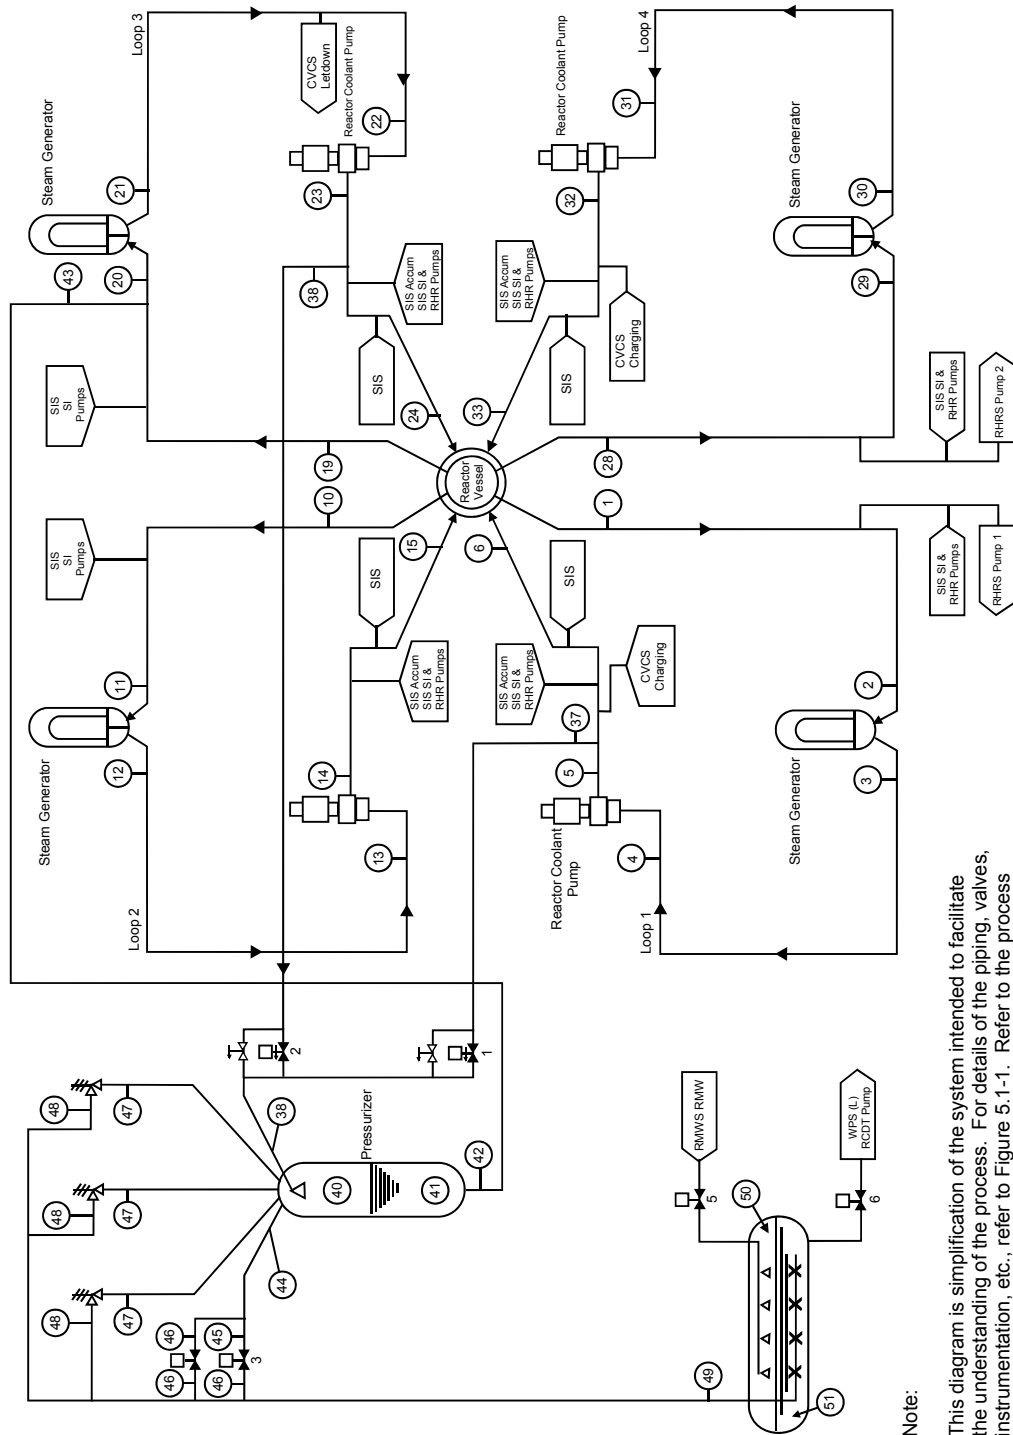 48
47
48
47
48
47
46
46
46
45
3
44
38
40
41
Pressurizer
42
2
1
49
RMWS RMW
5
50
51
WPS (L)
RCDT Pump
6
Steam Generator
12
11
Loop 2
13
14
10
15
SIS
SI
Pumps
SIS Accum
SIS SI &
RHR Pumps
SIS
43
Steam Generator
20
21
Loop 3
19
SIS
SI
Pumps
CVCS
Letdown
Reactor Coolant Pump
22
23
38
SIS Accum
SIS SI &
RHR Pumps
SIS
24
Reactor
Vessel
37
5
6
SIS Accum
SIS SI &
RHR Pumps
SIS
CVCS
Charging
Reactor Coolant
Pump
4
Loop 1
1
Steam Generator
3
2
SIS SI &
RHR Pumps
RHRS Pump 1
33
32
SIS Accum
SIS SI &
RHR Pumps
SIS
CVCS
Charging
Reactor Coolant Pump
31
Loop 4
28
Steam Generator
29
30
SIS SI &
RHR Pumps
RHRS Pump 2
Note:
This diagram is simplification of the system intended to facilitate
the understanding of the process. For details of the piping, valves,
instrumentation, etc., refer to Figure 5.1-1. Refer to the process